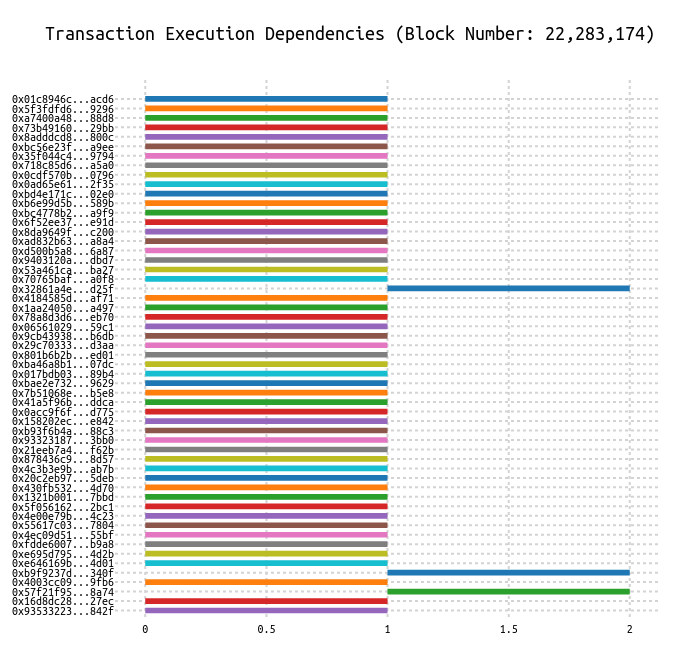 Transaction Execution Dependencies (Block Number: 22,283,174)
0x01c8946c...acd6
0x5f3fdfd6...9296
0xa7400a48...88d8
0x73b49160...29bb
0x8adddcd8...800c
0xbc56e23f...a9ee
0x35f044c4...9794
0x718c85d6...a5a0
0x0cdf570b...0796
0x0ad65e61...2f35
0xbd4e171c...02e0
0xb6e99d5b...589b
0xbc4778b2...a9f9
0x6f52ee37...e91d
0x8da9649f...c200
0xad832b63...a8a4
0xd500b5a8...6a87
0x9403120a...dbd7
0x53a461ca...ba27
0x70765baf...a0f8
0x32861a4e...d25f
0x4184585d...af71
0x1aa24050...a497
0x78a8d3d6...eb70
0x06561029...59c1
0x9cb43938...b6db
0x29c70333...d3aa
0x801b6b2b...ed01
0xba46a8b1...07dc
0x017bdb03...89b4
0xbae2e732...9629
0x7b51068e...b5e8
0x41a5f96b...ddca
0x0acc9f6f...d775
0x158202ec...e842
0xb93f6b4a...88c3
0x93323187...3bb0
0x21eeb7a4...f62b
0x878436c9...8d57
0x4c3b3e9b...ab7b
0x20c2eb97...5deb
0x430fb532...4d70
0x1321b001...7bbd
0x5f056162...2bc1
0x4e00e79b...4c23
0x55617c03...7804
0x4ec09d51...55bf
0xfdde6007...b9a8
0xe695d795...4d2b
0xe646169b...4d01
0xb9f9237d...340f
0x4003cc09...9fb6
0x57f21f95...8a74
0x16d8dc28...27ec
0x93533223...842f
0 0.5 1 1.5 2